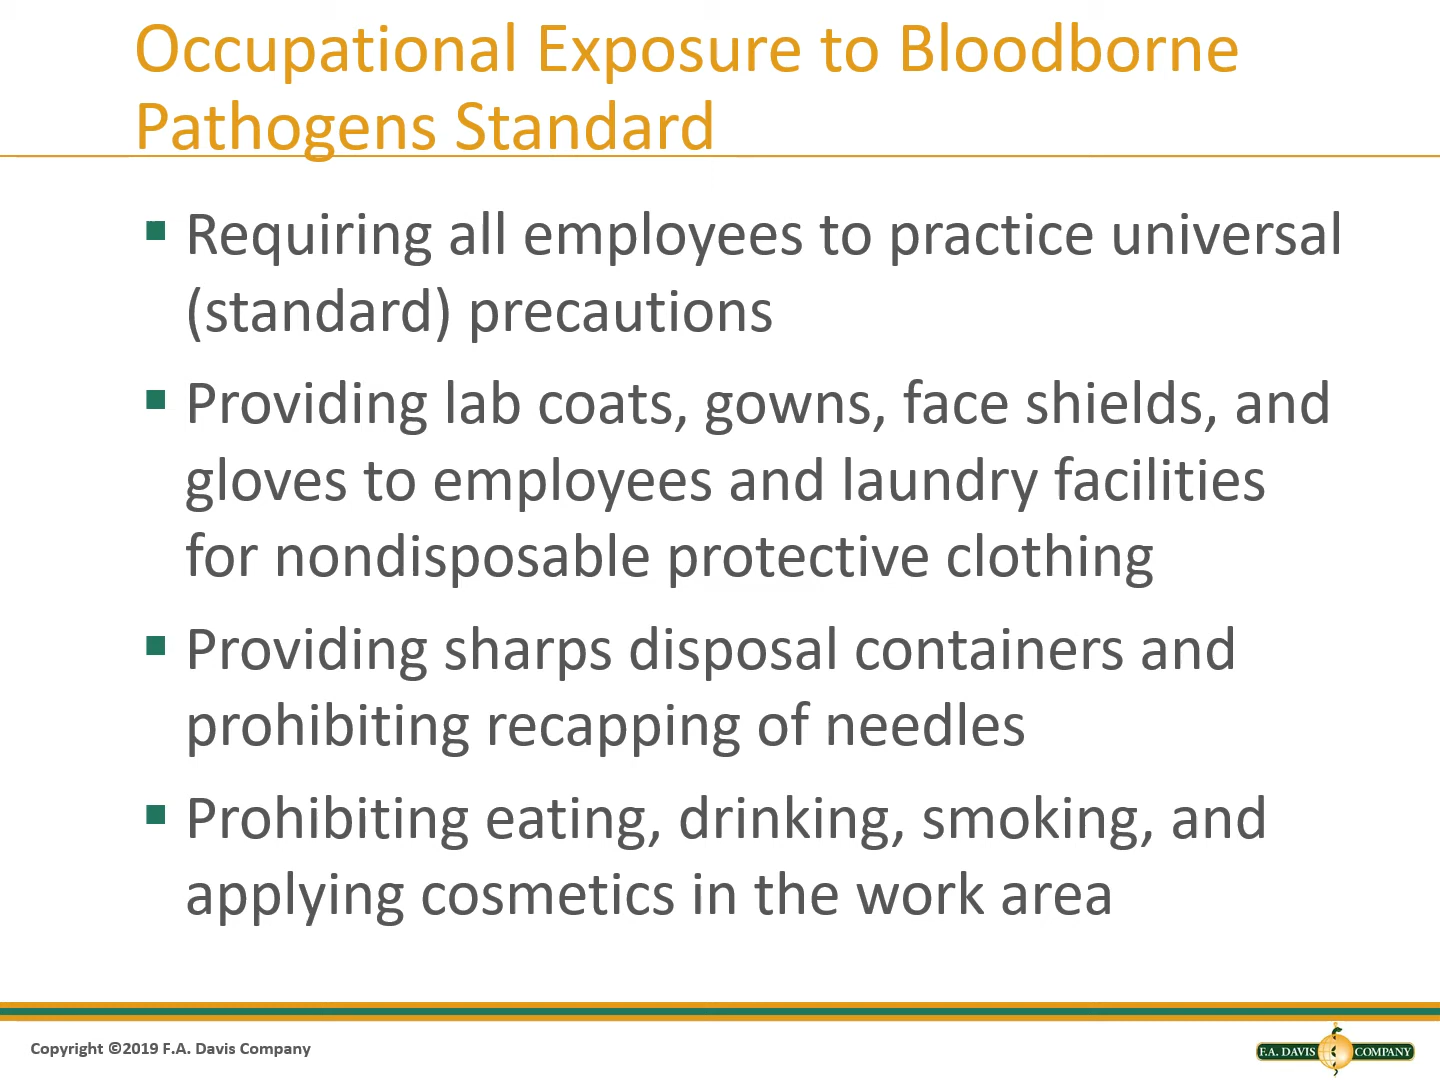 Occupational Exposure to Bloodborne
Pathogens Standard
▪ Requiring all employees to practice universal
(standard) precautions
▪ Providing lab coats, gowns, face shields, and
gloves to employees and laundry facilities
for nondisposable protective clothing
▪ Providing sharps disposal containers and
prohibiting recapping of needles
▪ Prohibiting eating, drinking, smoking, and
applying cosmetics in the work area
Copyright ©2019 F.A. Davis Company
F.A. DAVIS COMPANY